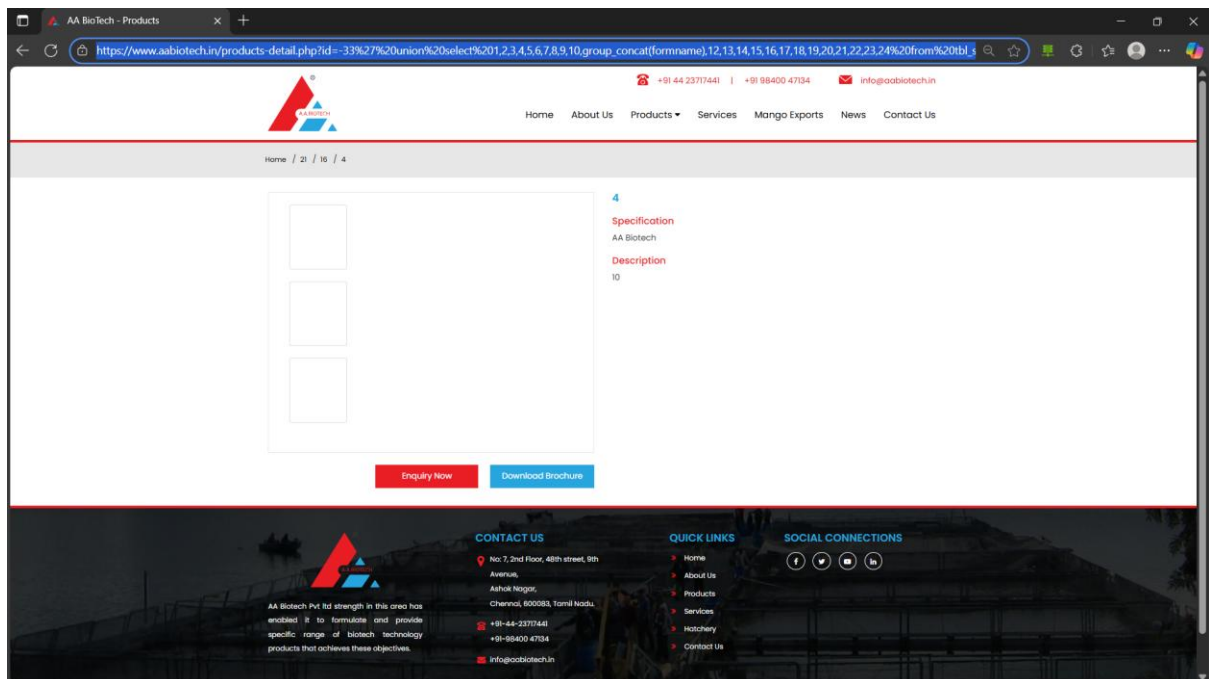 AA BioTech - Products
https://www.aabiotech.in/products-detail.php?id=-33%27%20union%20select%201,2,3,4,5,6,7,8,9,10,group_concat(formname),12,13,14,15,16,17,18,19,20,21,22,23,24%20from%20tbl_s
+91 44 23717441 | +91 98400 47134 info@aabiotech.in
AA BIOTECH
Home About Us Products Services Mango Exports News Contact Us
Home / 21 / 16 / 4
4
Specification
AA Biotech
Description
10
Enquiry Now Download Brochure
AA BIOTECH
AA Biotech Pvt ltd strength in this area has
enabled it to formulate and provide
specific range of biotech technology
products that achieves these objectives.
CONTACT US
No: 7, 2nd Floor, 48th street, 9th
Avenue,
Ashok Nagar,
Chennai, 600083, Tamil Nadu.
+91-44-23717441
+91-98400 47134
info@aabiotech.in
QUICK LINKS
Home
About Us
Products
Services
Hatchery
Contact Us
SOCIAL CONNECTIONS